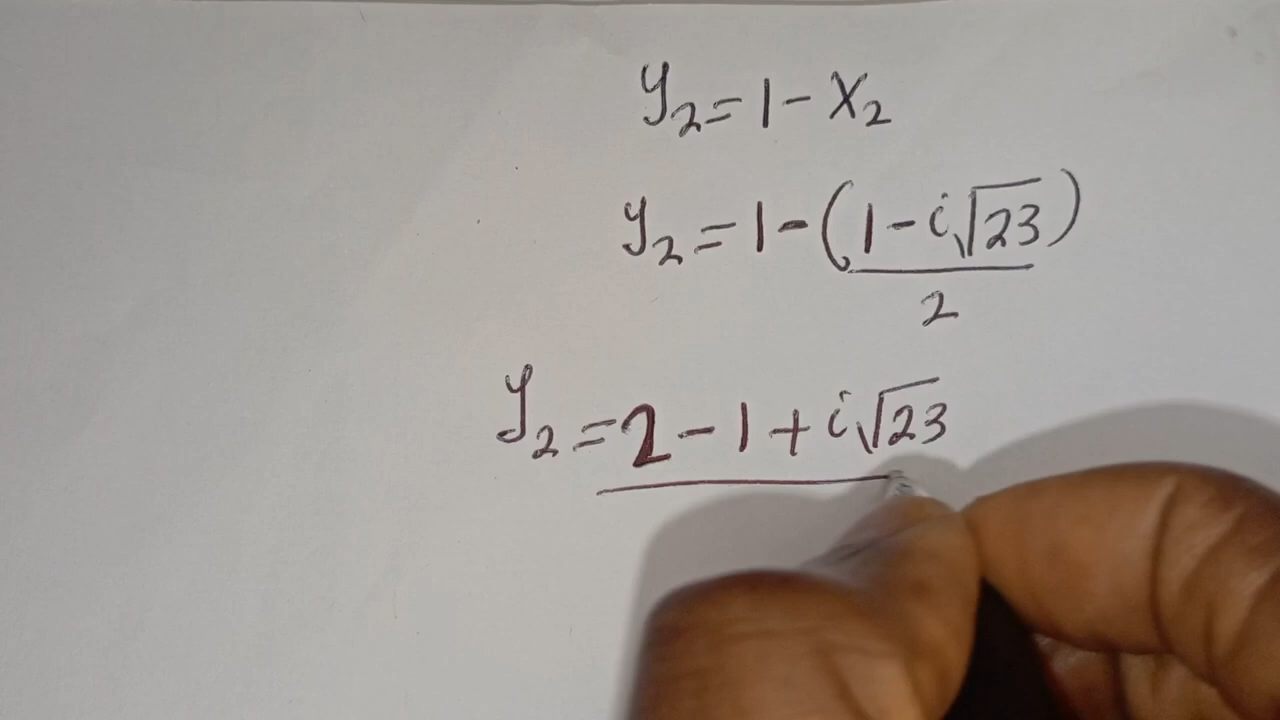 y₂ = 1 - x₂
y₂ = 1 - (1 - i√23)
2
y₂ = 2 - 1 + i√23